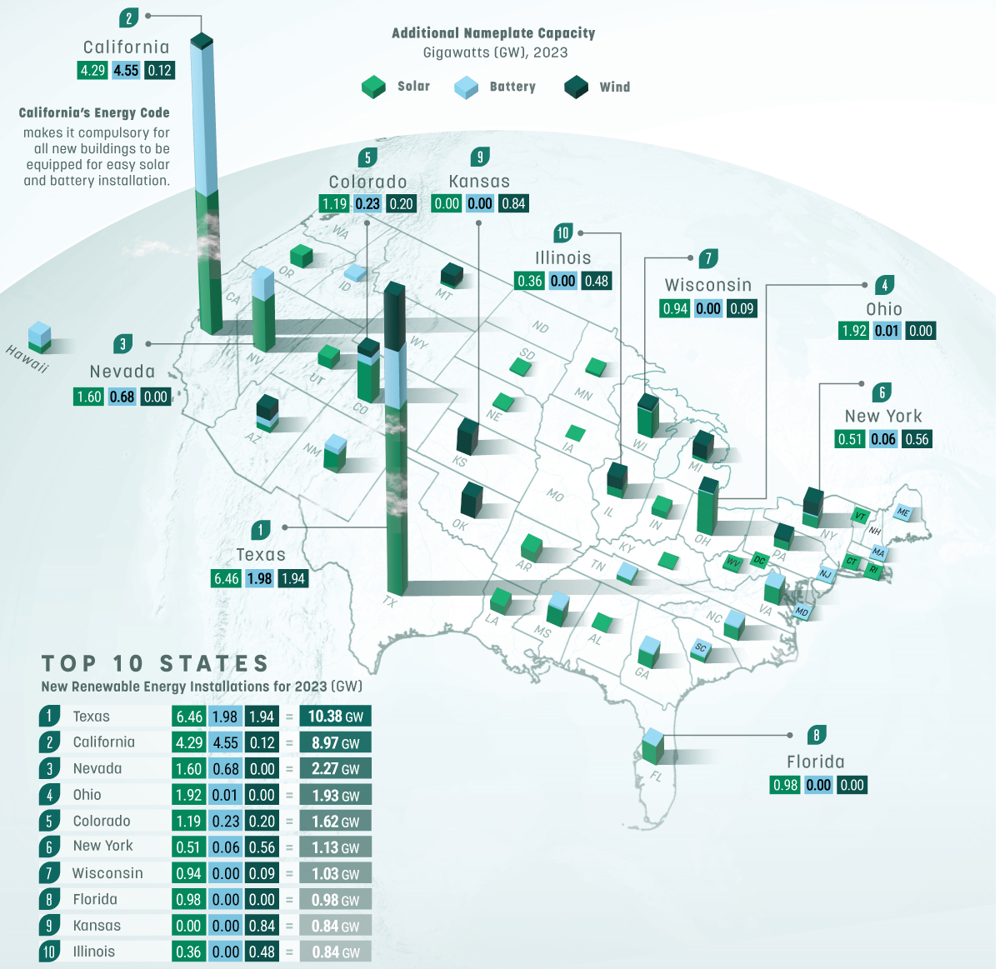 2
California
4.29 4.55 0.12
California's Energy Code
makes it compulsory for
all new buildings to be
equipped for easy solar
and battery installation.
Additional Nameplate Capacity
Gigawatts (GW), 2023
Solar Battery Wind
5
Colorado
1.19 0.23 0.20
9
Kansas
0.00 0.00 0.84
10
Illinois
0.36 0.00 0.48
7
Wisconsin
0.94 0.00 0.09
4
Ohio
1.92 0.01 0.00
3
Nevada
1.60 0.68 0.00
6
New York
0.51 0.06 0.56
1
Texas
6.46 1.98 1.94
8
Florida
0.98 0.00 0.00
Hawaii
WA
OR
ID
MT
CA
NV
UT
WY
ND
SD
MN
CO
NE
IA
WI
MI
AZ
NM
KS
MO
IL
IN
OH
OK
KY
WV
DC
PA
NY
VT
NH
ME
MA
CT
RI
NJ
MD
TX
AR
TN
VA
NC
SC
LA
MS
AL
GA
FL
TOP 10 STATES
New Renewable Energy Installations for 2023 (GW)
1 Texas 6.46 1.98 1.94 = 10.38 GW
2 California 4.29 4.55 0.12 = 8.97 GW
3 Nevada 1.60 0.68 0.00 = 2.27 GW
4 Ohio 1.92 0.01 0.00 = 1.93 GW
5 Colorado 1.19 0.23 0.20 = 1.62 GW
6 New York 0.51 0.06 0.56 = 1.13 GW
7 Wisconsin 0.94 0.00 0.09 = 1.03 GW
8 Florida 0.98 0.00 0.00 = 0.98 GW
9 Kansas 0.00 0.00 0.84 = 0.84 GW
10 Illinois 0.36 0.00 0.48 = 0.84 GW